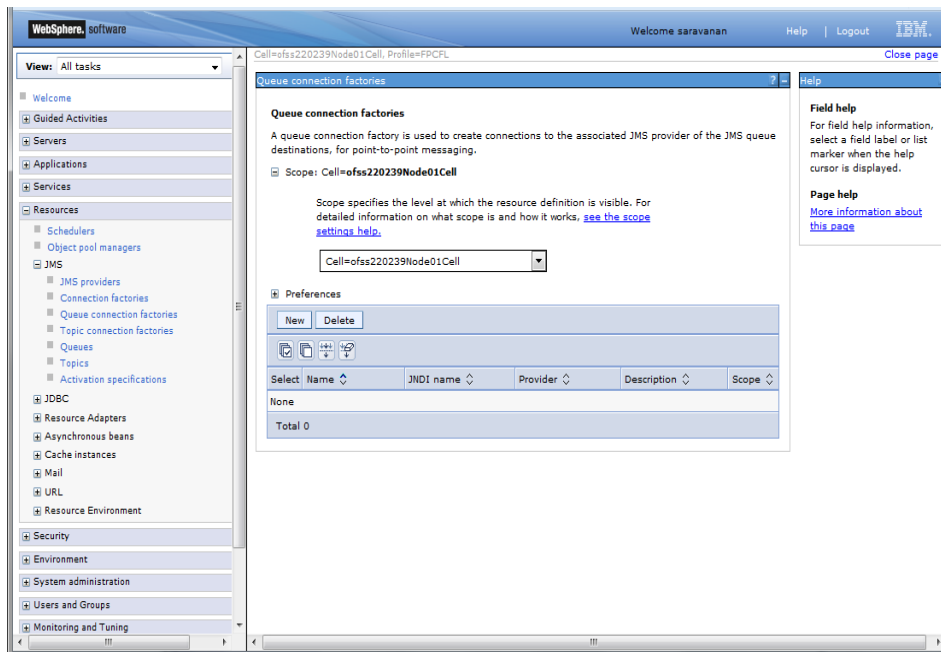 WebSphere. software
Welcome saravanan
Help | Logout
IBM.
View: All tasks
Welcome
Guided Activities
Servers
Applications
Services
Resources
Schedulers
Object pool managers
JMS
JMS providers
Connection factories
Queue connection factories
Topic connection factories
Queues
Topics
Activation specifications
JDBC
Resource Adapters
Asynchronous beans
Cache instances
Mail
URL
Resource Environment
Security
Environment
System administration
Users and Groups
Monitoring and Tuning
Cell=ofss220239Node01Cell, Profile=FPCFL
Close page
Queue connection factories
?
Queue connection factories
A queue connection factory is used to create connections to the associated JMS provider of the JMS queue
destinations, for point-to-point messaging.
Scope: Cell=ofss220239Node01Cell
Scope specifies the level at which the resource definition is visible. For
detailed information on what scope is and how it works, see the scope
settings help.
Cell=ofss220239Node01Cell
Preferences
New Delete
Select Name JNDI name Provider Description Scope
None
Total 0
Help
Field help
For field help information,
select a field label or list
marker when the help
cursor is displayed.
Page help
More information about
this page